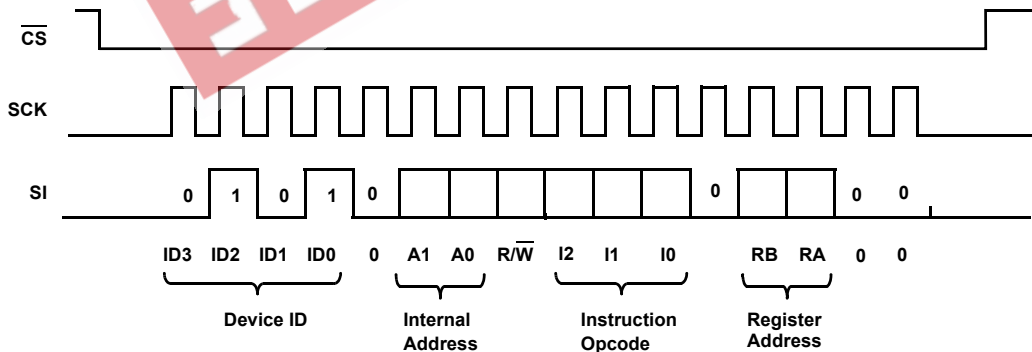 CS
SCK
SI
0 1 0 1 0 0 0 0
ID3 ID2 ID1 ID0 0 A1 A0 R/W I2 I1 I0 RB RA 0 0
Device ID
Internal
Address
Instruction
Opcode
Register
Address